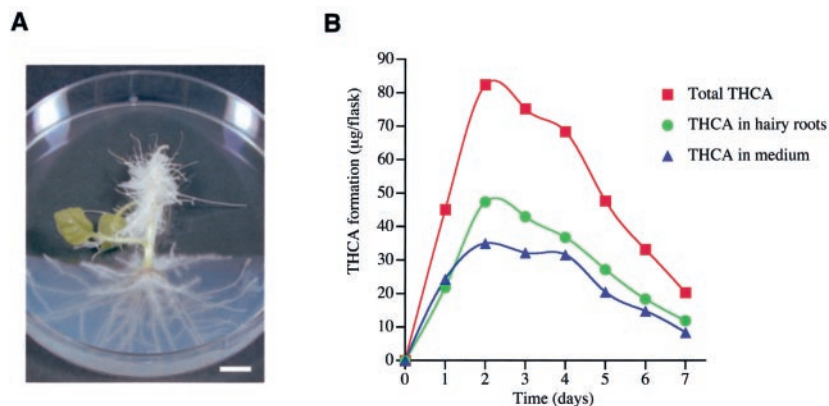 A
B
THCA formation (µg/flask)
90
80
70
60
50
40
30
20
10
0
0 1 2 3 4 5 6 7
Time (days)
Total THCA
THCA in hairy roots
THCA in medium